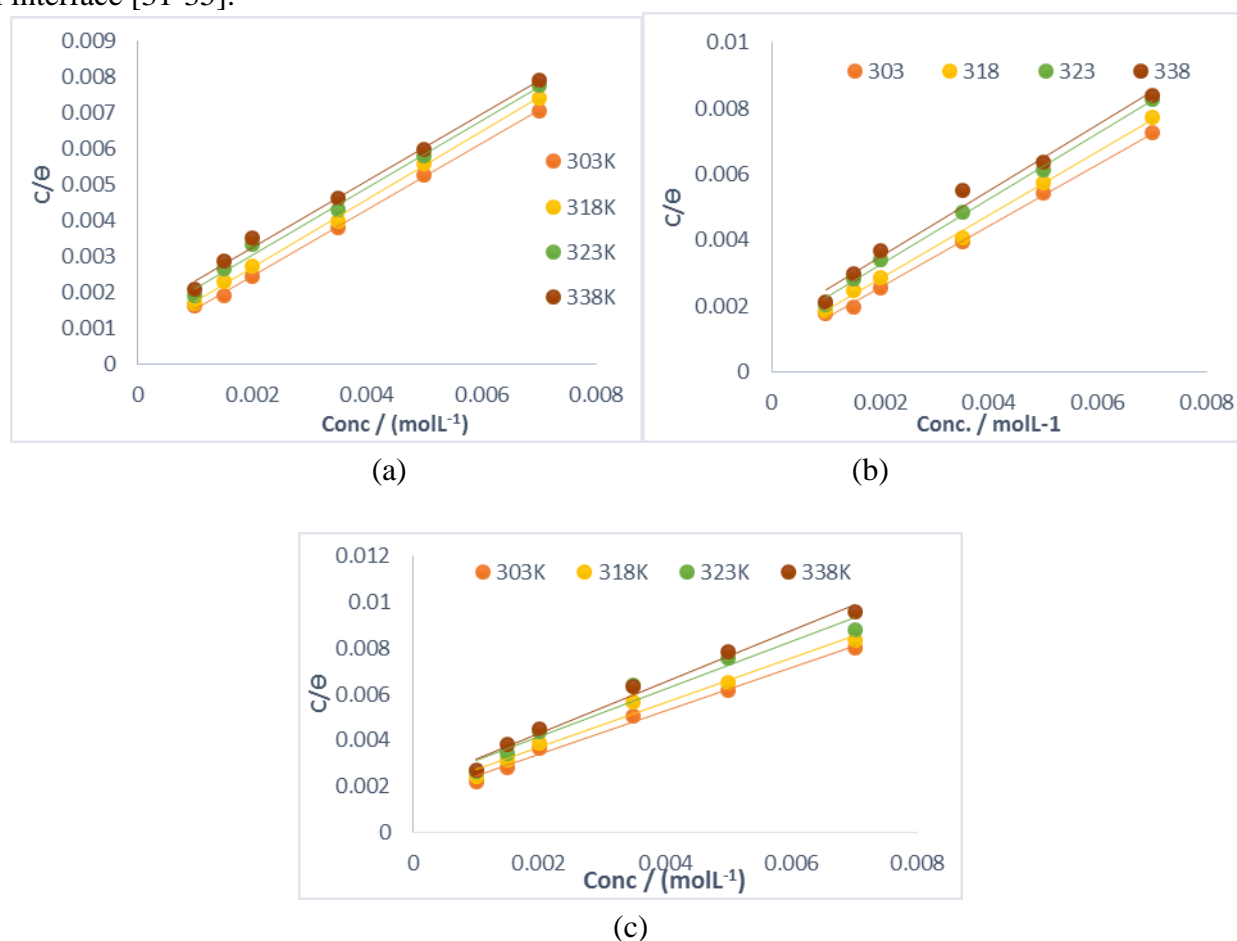 interface [31-35].
0.009
0.008
0.007
0.006
0.005
0.004
0.003
0.002
0.001
0
C/ɵ
0 0.002 0.004 0.006 0.008
Conc / (molL⁻¹)
303K
318K
323K
338K
(a)
0.01
0.008
0.006
0.004
0.002
0
C/ɵ
303 318 323 338
0 0.002 0.004 0.006 0.008
Conc. / molL-1
(b)
0.012
0.01
0.008
0.006
0.004
0.002
0
C/ɵ
303K 318K 323K 338K
0 0.002 0.004 0.006 0.008
Conc / (molL⁻¹)
(c)